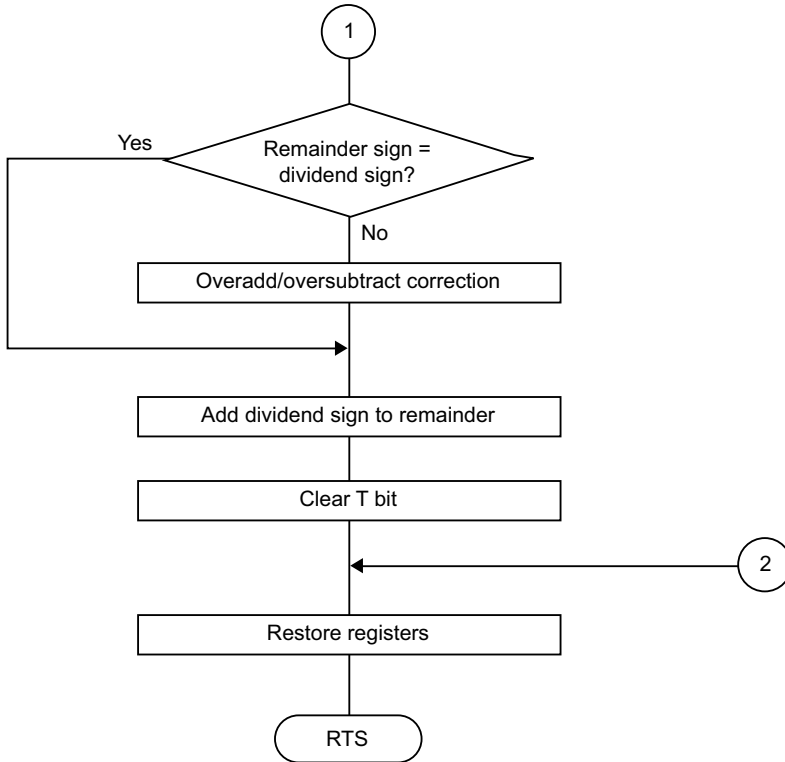 1
Yes
Remainder sign =
dividend sign?
No
Overadd/oversubtract correction
Add dividend sign to remainder
Clear T bit
2
Restore registers
RTS